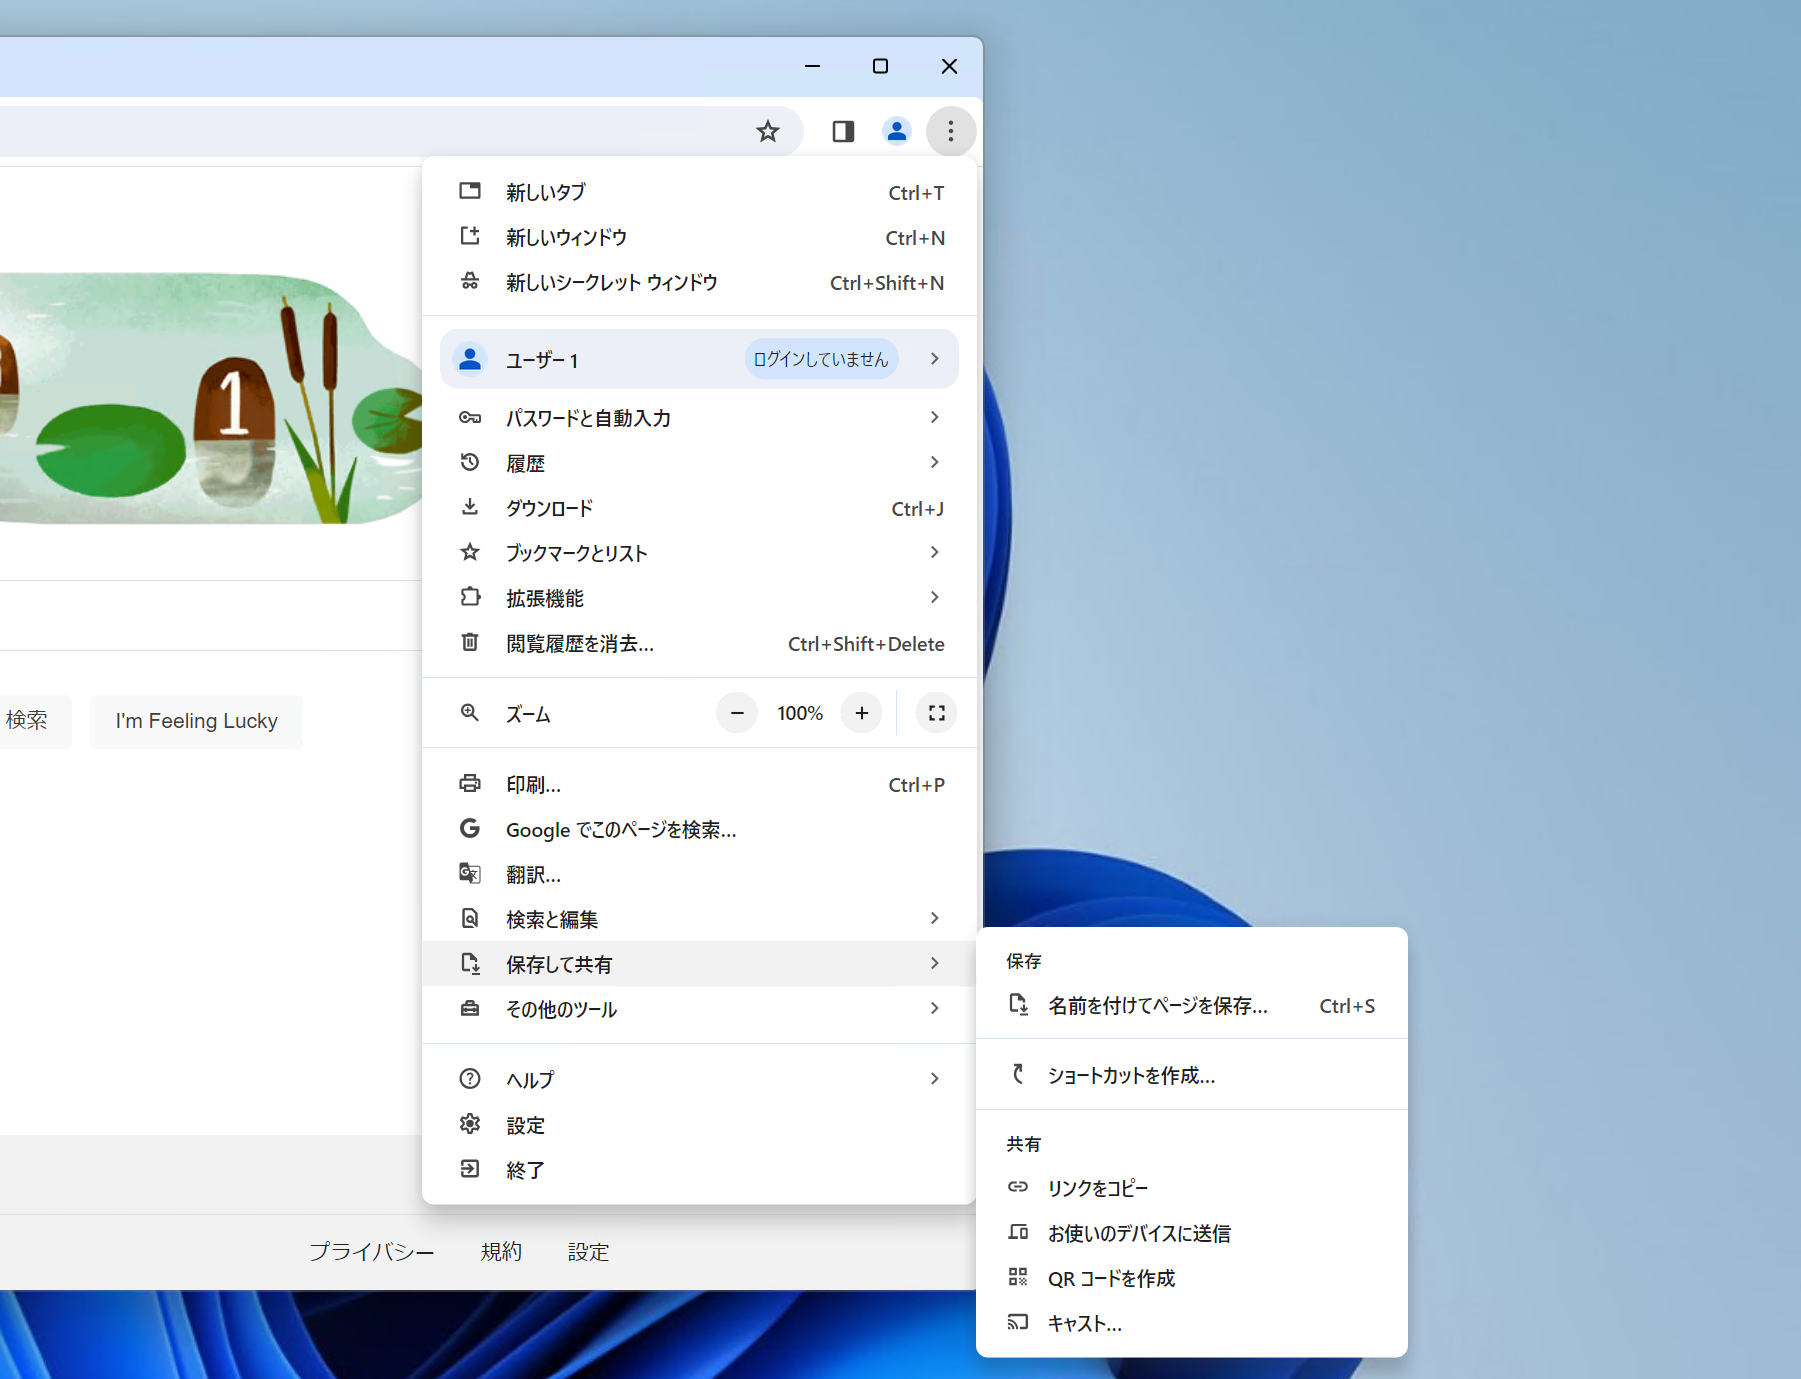 新しいタブ Ctrl+T
新しいウィンドウ Ctrl+N
新しいシークレット ウィンドウ Ctrl+Shift+N
1
ユーザー 1 ログインしていません
パスワードと自動入力
履歴
ダウンロード Ctrl+J
ブックマークとリスト
拡張機能
閲覧履歴を消去... Ctrl+Shift+Delete
検索 I'm Feeling Lucky
ズーム 100%
印刷... Ctrl+P
Google でこのページを検索...
翻訳...
検索と編集
保存して共有
その他のツール
ヘルプ
設定
終了
保存
名前を付けてページを保存... Ctrl+S
ショートカットを作成...
共有
リンクをコピー
お使いのデバイスに送信
QR コードを作成
キャスト...
プライバシー 規約 設定